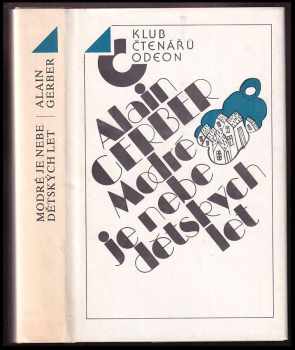 MODRÉ JE NEBE
DĚTSKÝCH LET
ALAIN
GERBER
KLUB
ČTENÁŘŮ
ODEON
Alain
GERBER
Modré
je nebe
dětských
let